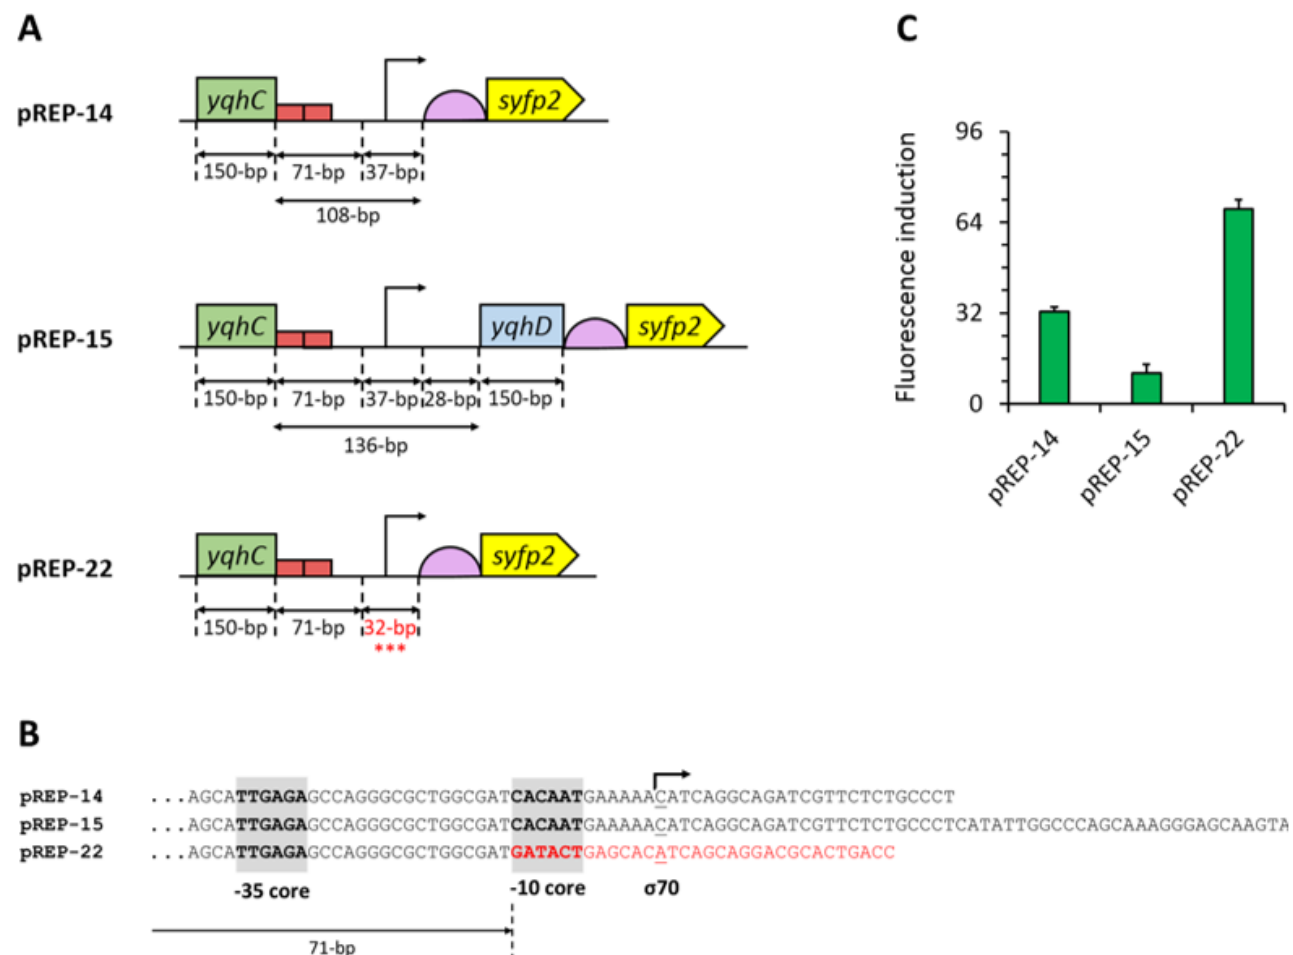 A
pREP-14
yqhC
syfp2
150-bp 71-bp 37-bp
108-bp
pREP-15
yqhC
yqhD
syfp2
150-bp 71-bp 37-bp 28-bp 150-bp
136-bp
pREP-22
yqhC
syfp2
150-bp 71-bp 32-bp
***
C
Fluorescence induction
96
64
32
0
pREP-14
pREP-15
pREP-22
B
pREP-14 ...AGCATTGAGAGCCAGGGCGCTGGCGATCACAATGAAAAACATCAGGCAGATCGTTCTCTGCCCT
pREP-15 ...AGCATTGAGAGCCAGGGCGCTGGCGATCACAATGAAAAACATCAGGCAGATCGTTCTCTGCCCTCATATTGGCCCAGCAAAGGGAGCAAGTA
pREP-22 ...AGCATTGAGAGCCAGGGCGCTGGCGATGATACTGAGCACATCAGCAGGACGCACTGACC
-35 core -10 core σ70
71-bp